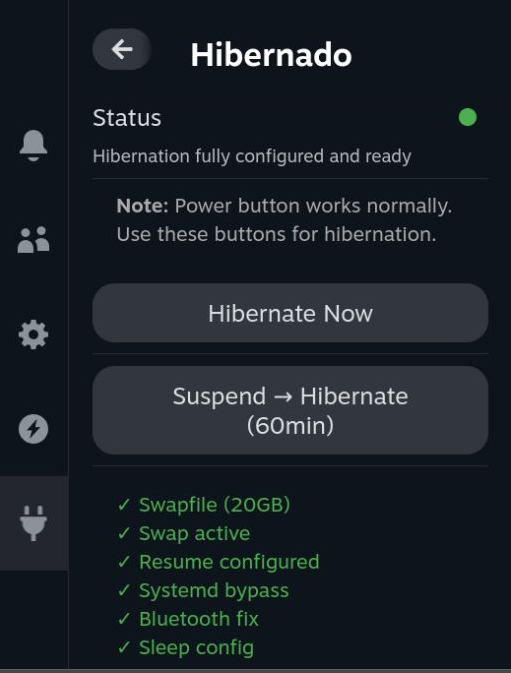 Hibernado
Status
Hibernation fully configured and ready
Note: Power button works normally.
Use these buttons for hibernation.
Hibernate Now
Suspend → Hibernate
(60min)
✓ Swapfile (20GB)
✓ Swap active
✓ Resume configured
✓ Systemd bypass
✓ Bluetooth fix
✓ Sleep config